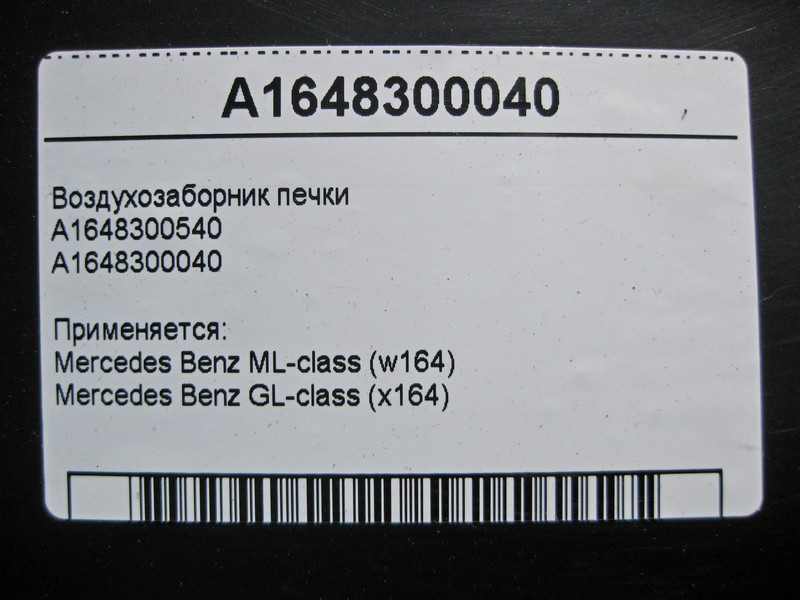 A1648300040
Воздухозаборник печки
A1648300540
A1648300040
Применяется:
Mercedes Benz ML-class (w164)
Mercedes Benz GL-class (x164)